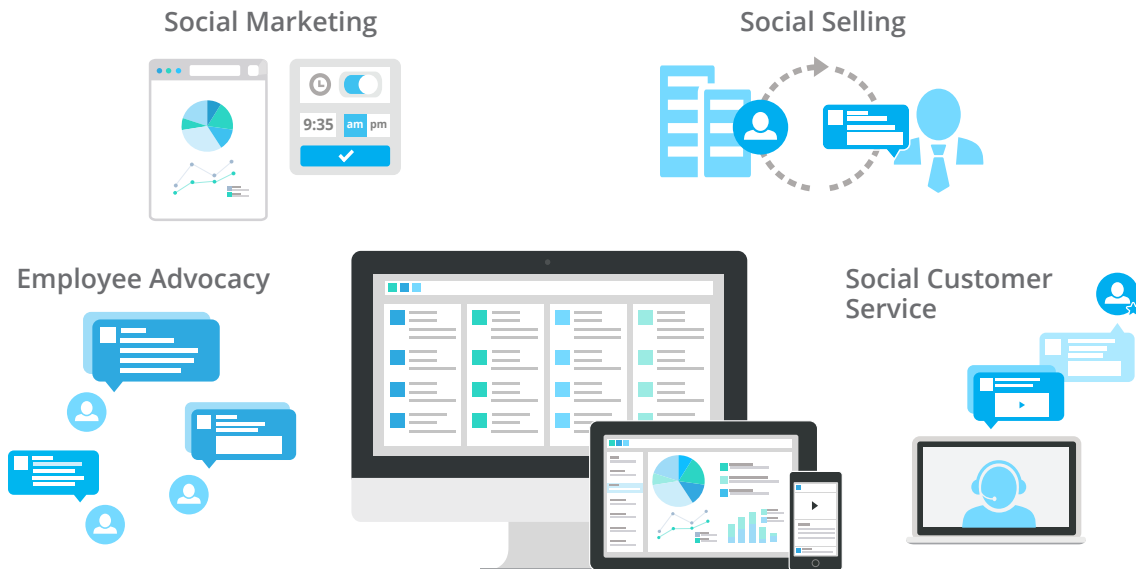 Social Marketing
Social Selling
9:35 am pm
Employee Advocacy
Social Customer
Service